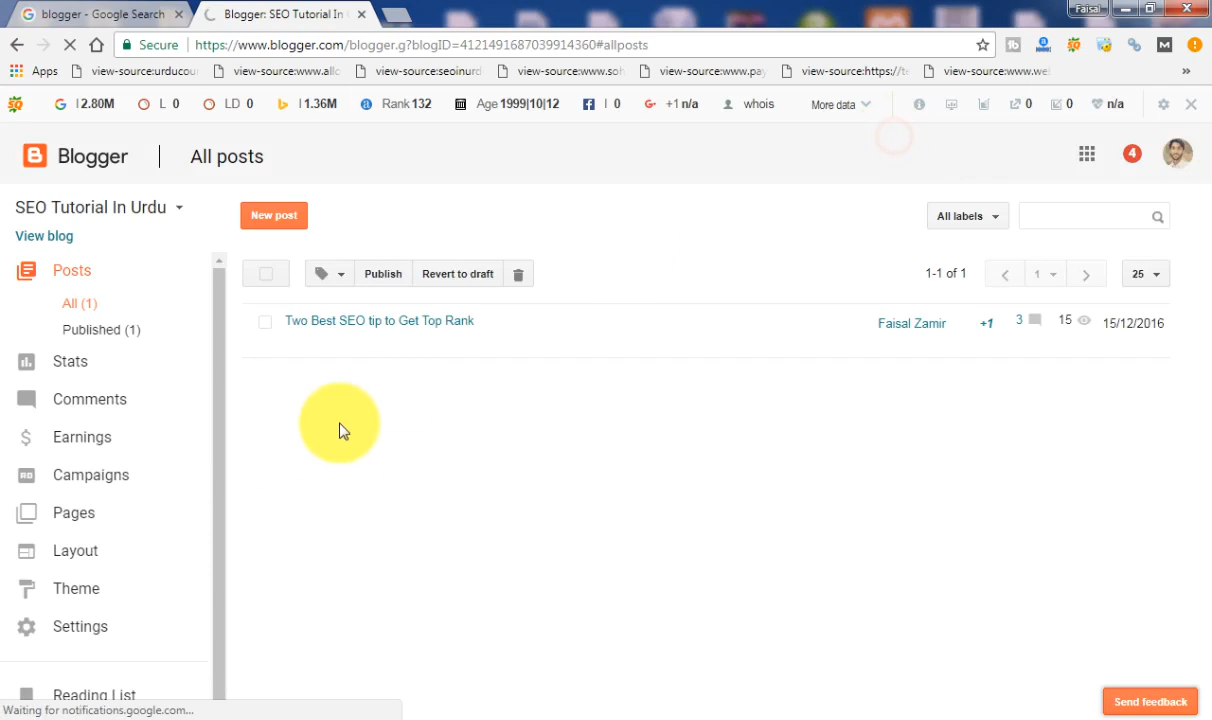 blogger - Google Search
Blogger: SEO Tutorial In
Faisal
Secure
https://www.blogger.com/blogger.g?blogID=4121491687039914360#allposts
Apps
view-source:urducou
view-source:www.allc
view-source:seoinurd
view-source:www.soh
view-source:www.pay
view-source:https://te
view-source:www.wel
»
SQ
I 2.80M
L 0
LD 0
I 1.36M
Rank 132
Age 1999|10|12
I 0
+1 n/a
whois
More data
0
0
n/a
Blogger
All posts
4
SEO Tutorial In Urdu
View blog
New post
All labels
Posts
All (1)
Published (1)
Publish
Revert to draft
1-1 of 1
1
25
Two Best SEO tip to Get Top Rank
Faisal Zamir
+1
3
15
15/12/2016
Stats
Comments
Earnings
Campaigns
Pages
Layout
Theme
Settings
Reading List
Waiting for notifications.google.com...
Send feedback